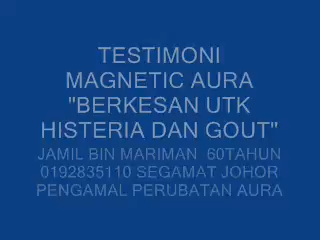 TESTIMONI
MAGNETIC AURA
"BERKESAN UTK
HISTERIA DAN GOUT"
JAMIL BIN MARIMAN 60TAHUN
0192835110 SEGAMAT JOHOR
PENGAMAL PERUBATAN AURA